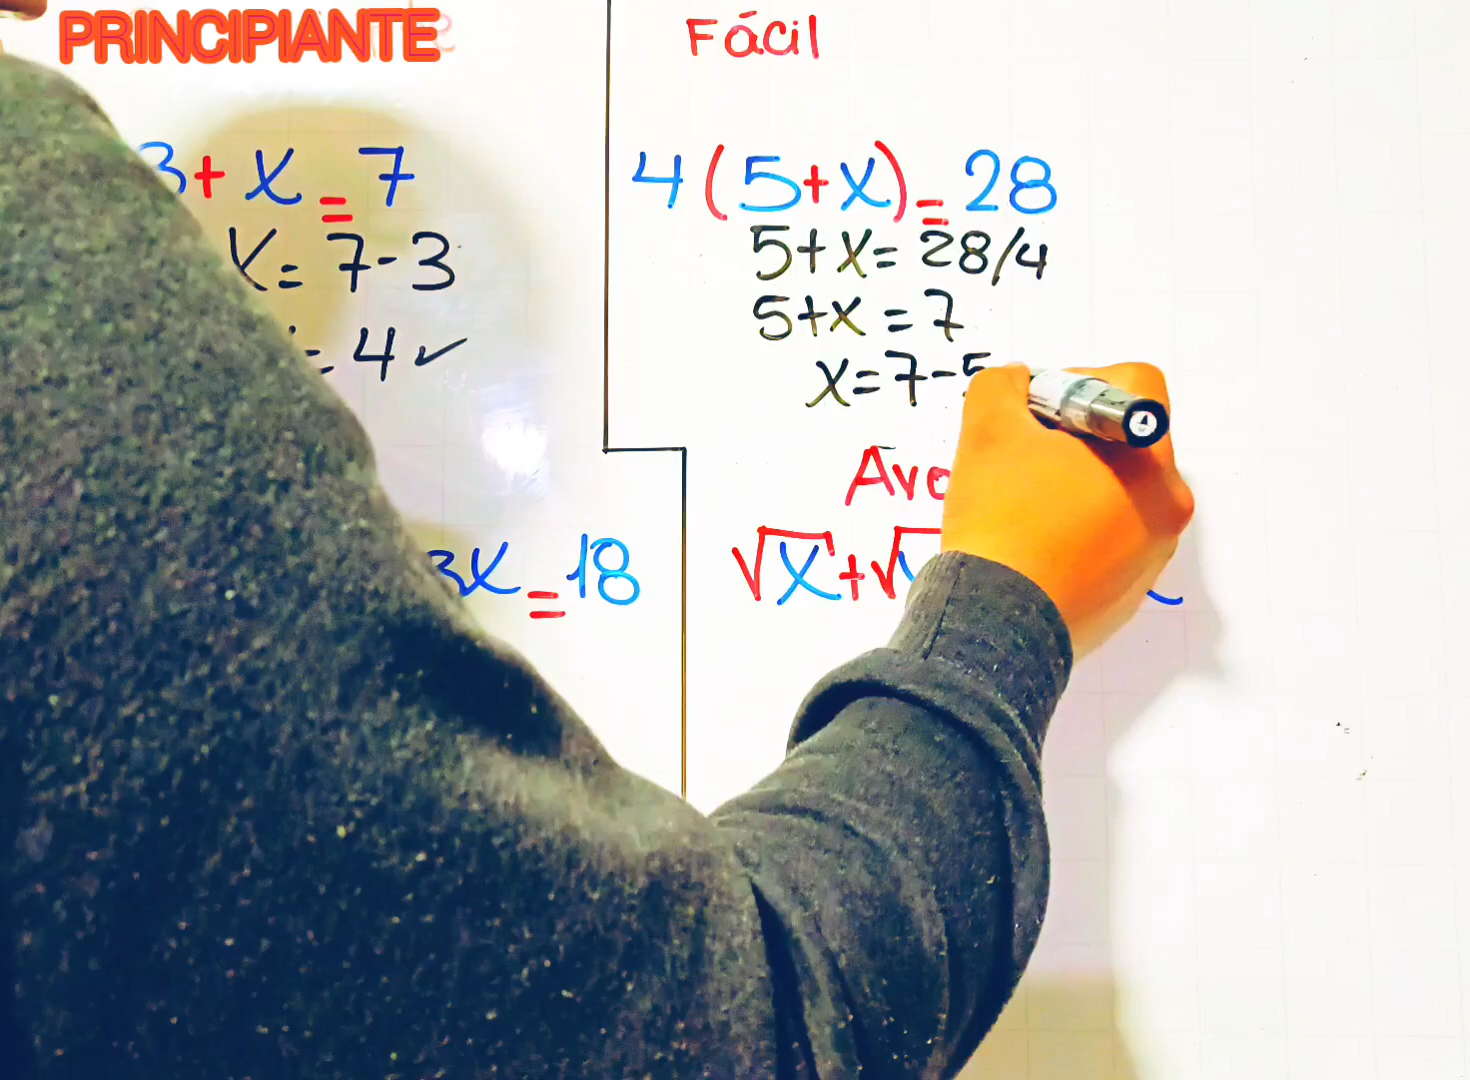 PRINCIPIANTE
3+x=7
x=7-3
=4✓
Fácil
4(5+x)=28
5+x=28/4
5+x=7
x=7-5
3x=18
√x+√